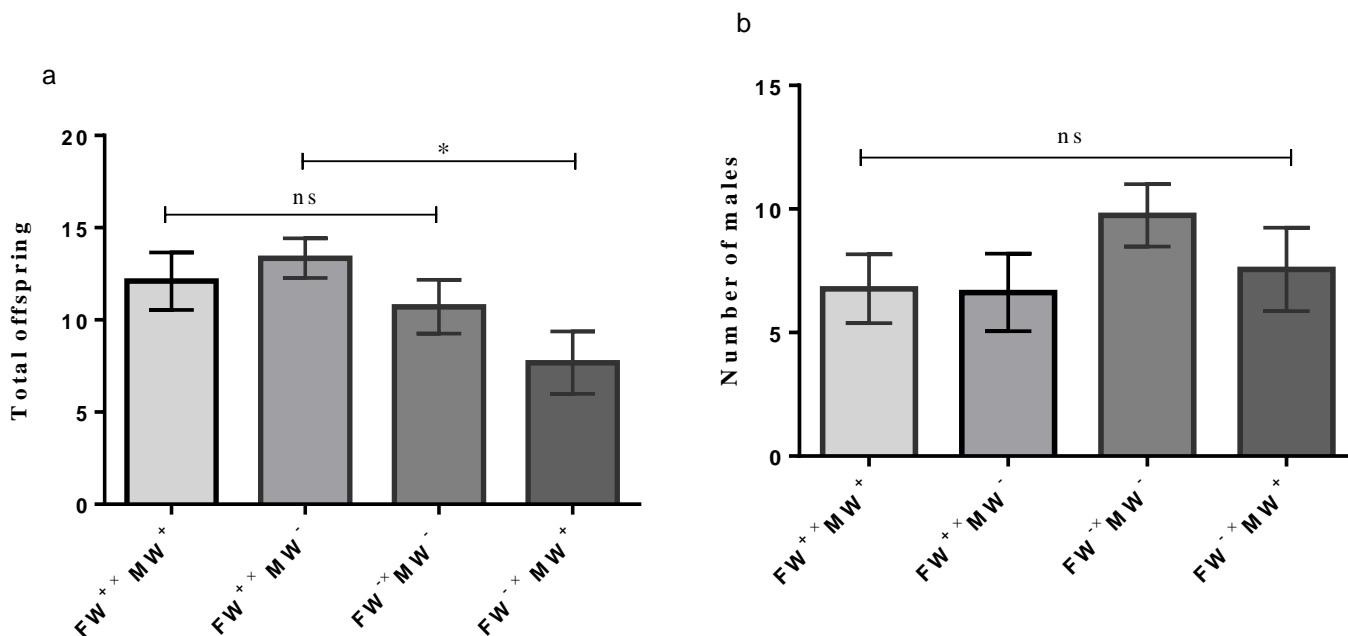 a
Total offspring
20
15
10
5
0
*
ns
FW⁺ × MW⁺
FW⁺ × MW⁻
FW⁻ × MW⁻
FW⁻ × MW⁺
b
Number of males
15
10
5
0
ns
FW⁺ × MW⁺
FW⁺ × MW⁻
FW⁻ × MW⁻
FW⁻ × MW⁺